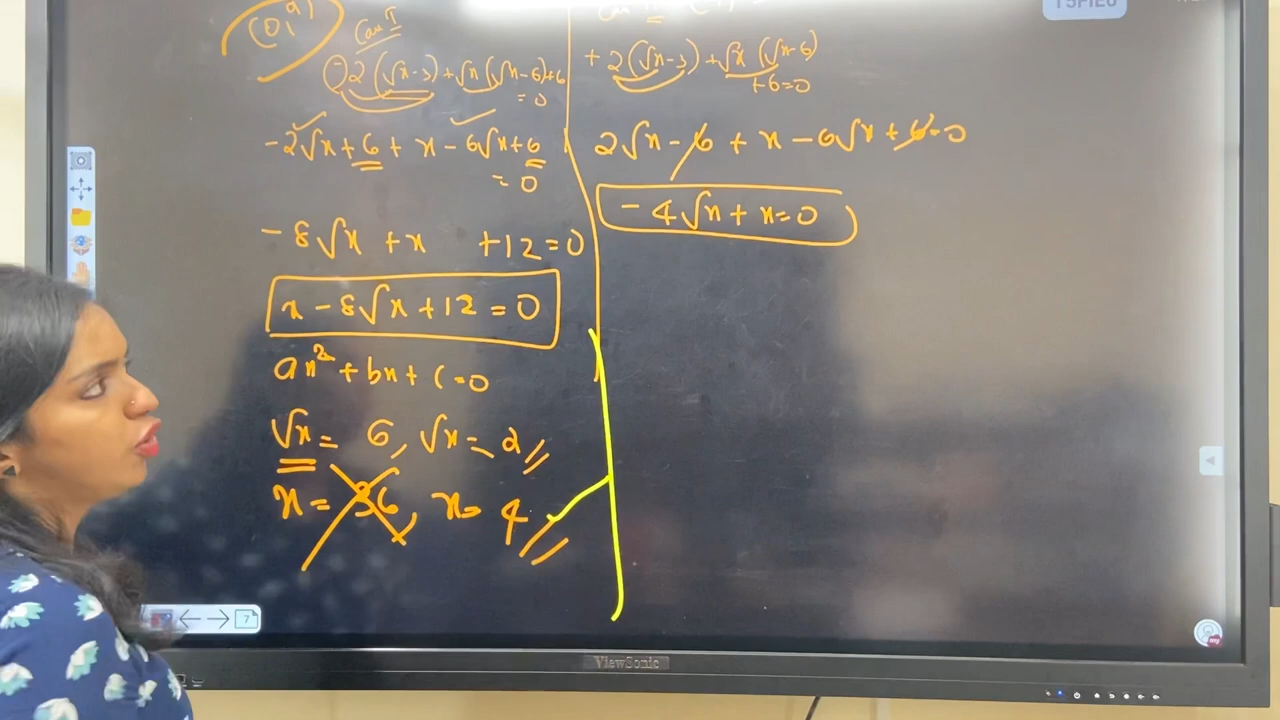 Case I
-2(√x-3)+√x(√x-6)+6
= 0
-2√x+6+x-6√x+6
= 0
-8√x +x +12=0
x-8√x+12=0
ax²+bx+c=0
√x= 6, √x= 2
x= 36, x= 4
+2(√x-3)+√x(√x-6)
+6=0
2√x-6+x-6√x+6=0
-4√x+x=0
7
ViewSonic